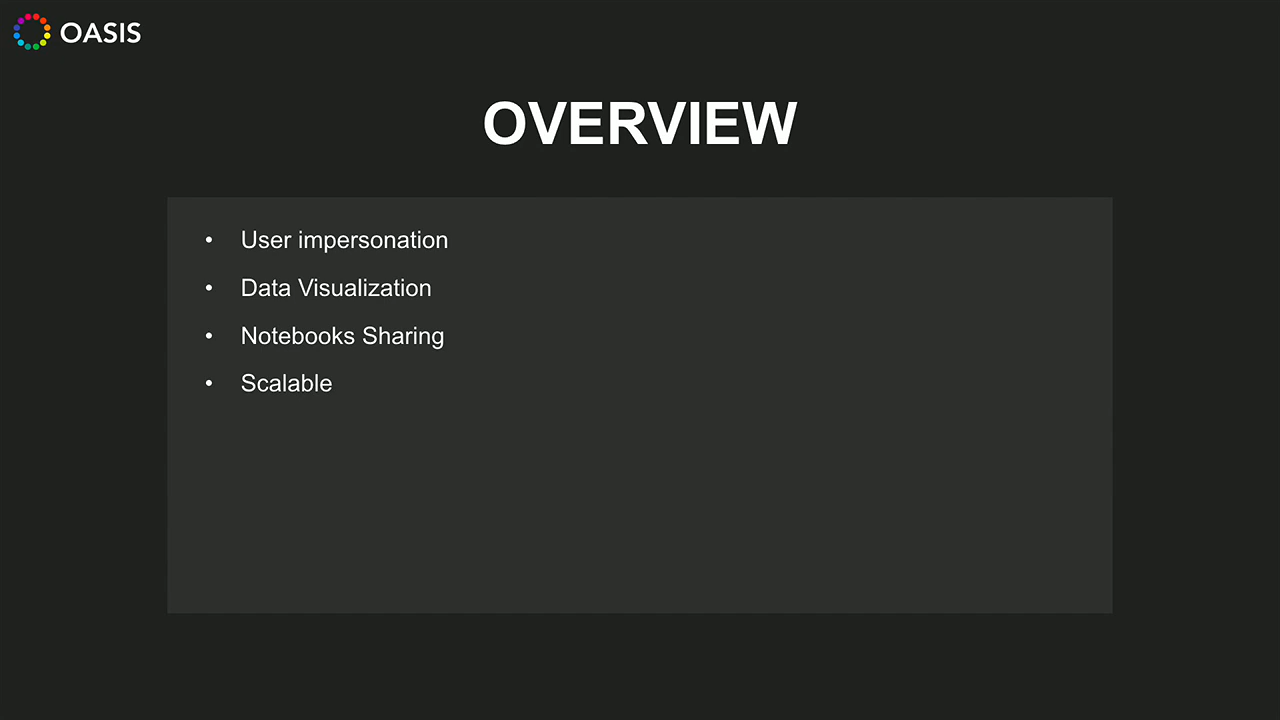 OASIS
OVERVIEW
• User impersonation
• Data Visualization
• Notebooks Sharing
• Scalable